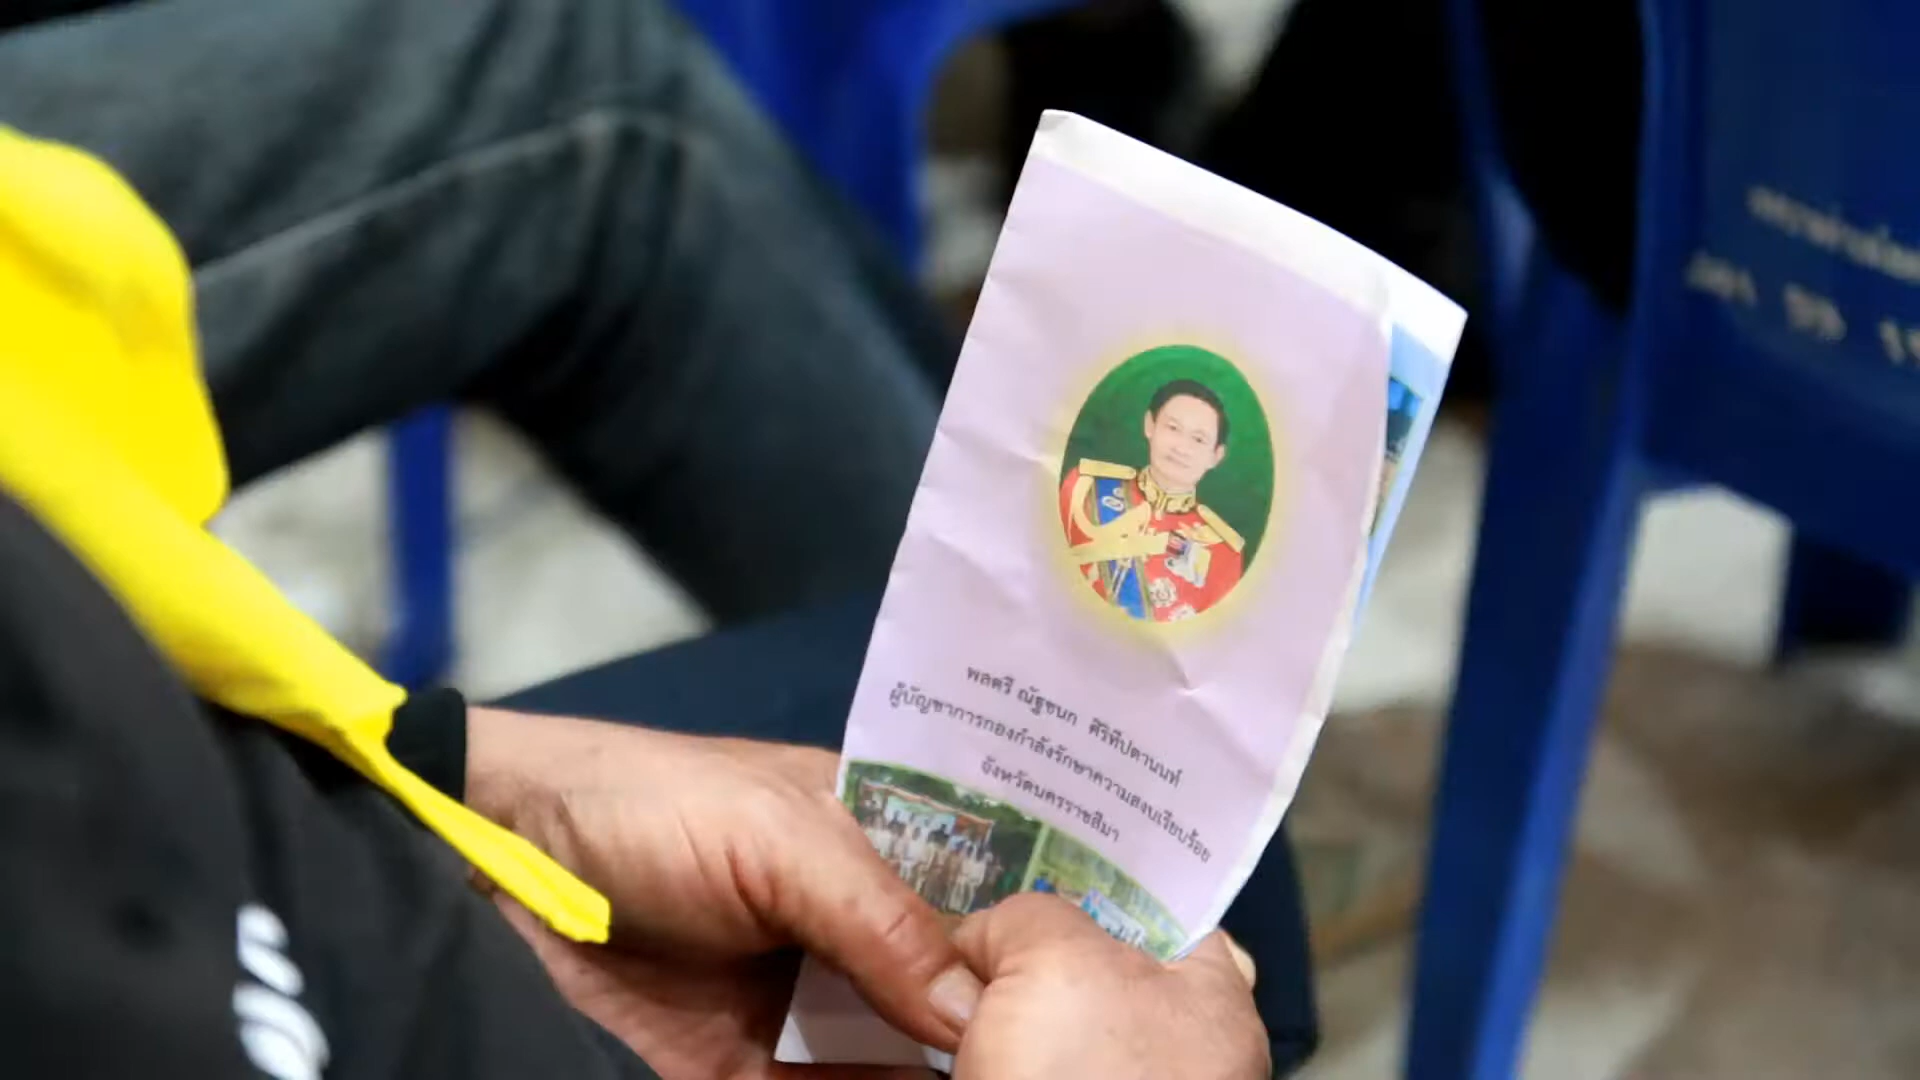 พลตรี ณัฐชนก ศิริทีปตานนท์
ผู้บัญชาการกองกำลังรักษาความสงบเรียบร้อย
จังหวัดนครราชสีมา